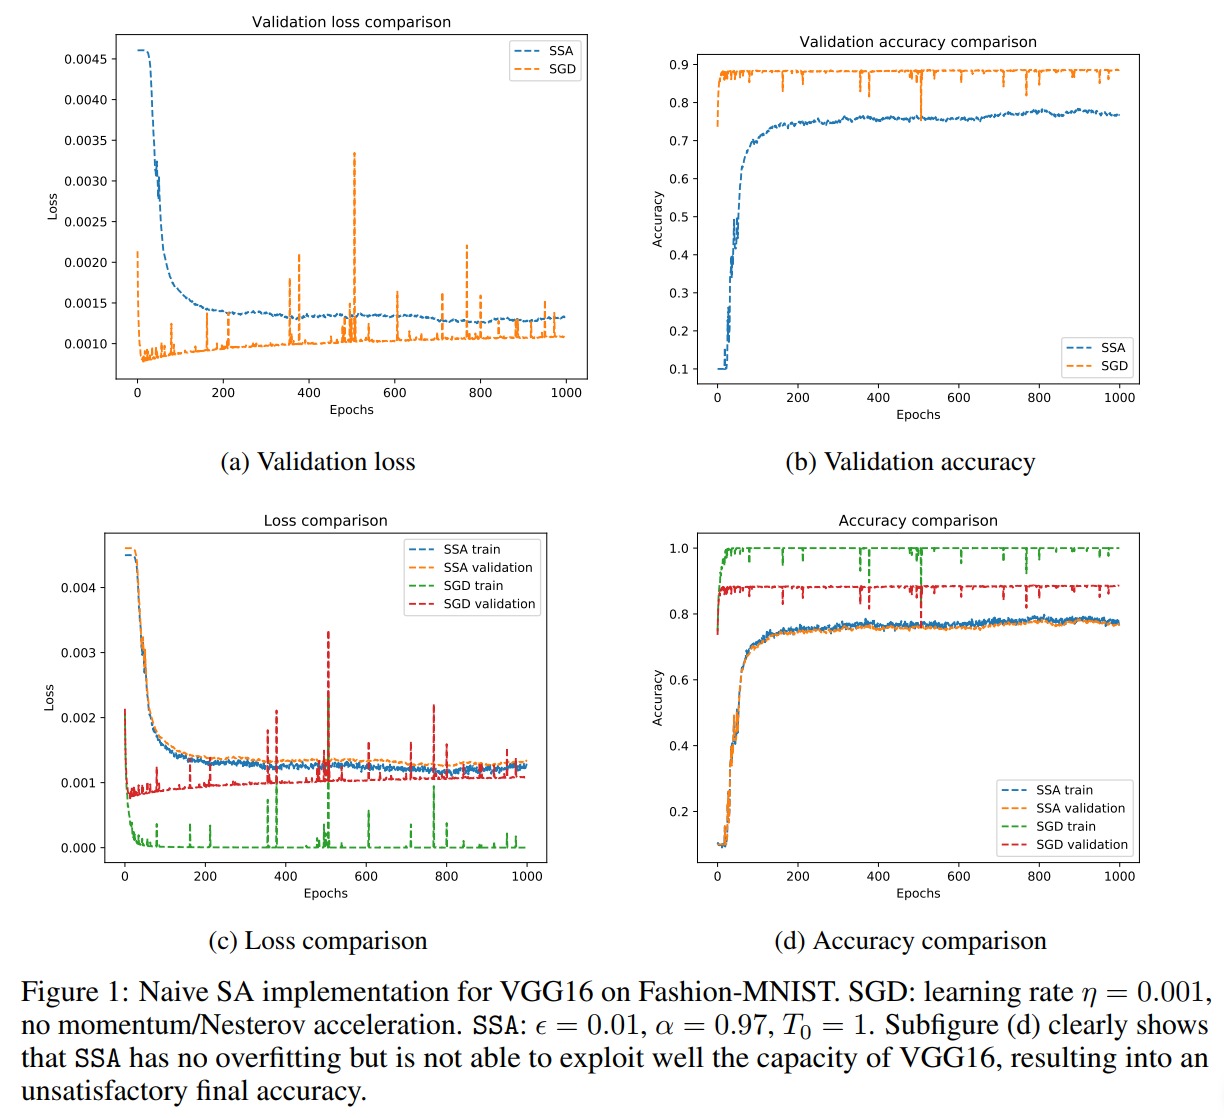 Validation loss comparison
SSA
SGD
0.0045
0.0040
0.0035
0.0030
0.0025
0.0020
0.0015
0.0010
Loss
0 200 400 600 800 1000
Epochs
(a) Validation loss
Validation accuracy comparison
0.9
0.8
0.7
0.6
0.5
0.4
0.3
0.2
0.1
Accuracy
SSA
SGD
0 200 400 600 800 1000
Epochs
(b) Validation accuracy
Loss comparison
SSA train
SSA validation
SGD train
SGD validation
0.004
0.003
0.002
0.001
0.000
Loss
0 200 400 600 800 1000
Epochs
(c) Loss comparison
Accuracy comparison
1.0
0.8
0.6
0.4
0.2
Accuracy
SSA train
SSA validation
SGD train
SGD validation
0 200 400 600 800 1000
Epochs
(d) Accuracy comparison
Figure 1: Naive SA implementation for VGG16 on Fashion-MNIST. SGD: learning rate η = 0.001,
no momentum/Nesterov acceleration. SSA: ϵ = 0.01, α = 0.97, T₀ = 1. Subfigure (d) clearly shows
that SSA has no overfitting but is not able to exploit well the capacity of VGG16, resulting into an
unsatisfactory final accuracy.